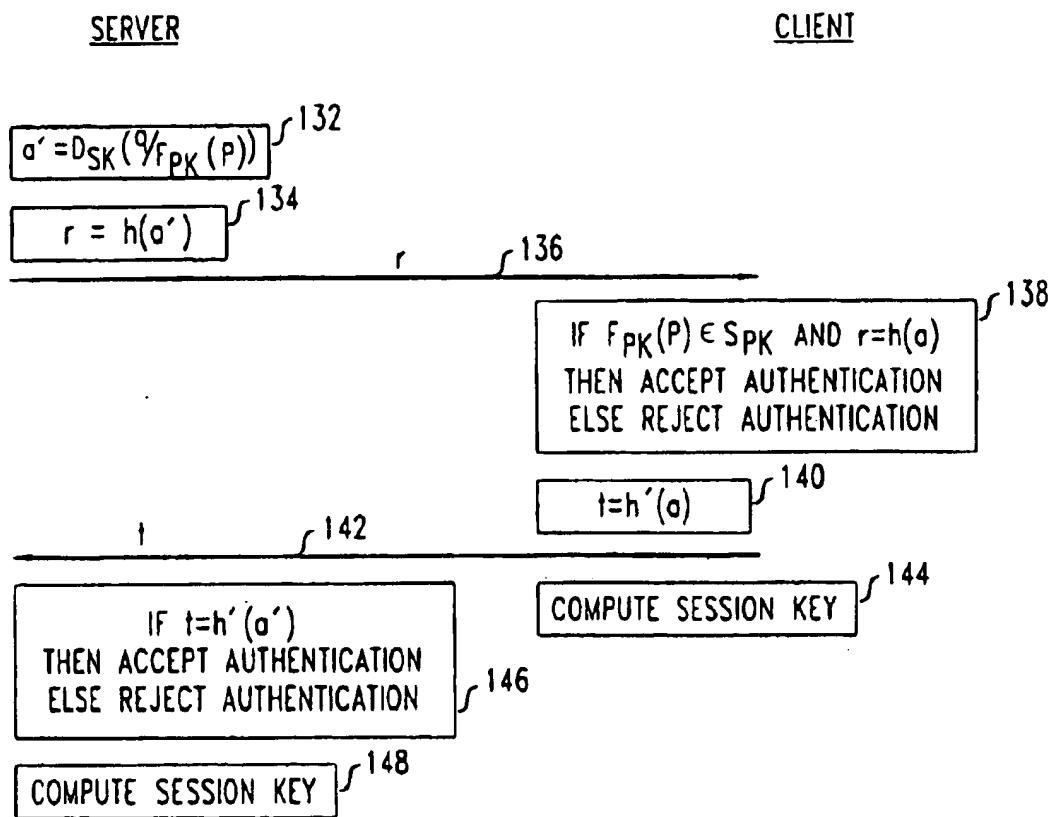 SERVER
CLIENT
132
a′=D_SK(q/F_PK(P))
134
r = h(a′)
r
136
138
IF F_PK(P) ∈ S_PK AND r=h(a)
THEN ACCEPT AUTHENTICATION
ELSE REJECT AUTHENTICATION
140
t=h′(a)
t
142
144
COMPUTE SESSION KEY
IF t=h′(a′)
THEN ACCEPT AUTHENTICATION
ELSE REJECT AUTHENTICATION
146
148
COMPUTE SESSION KEY